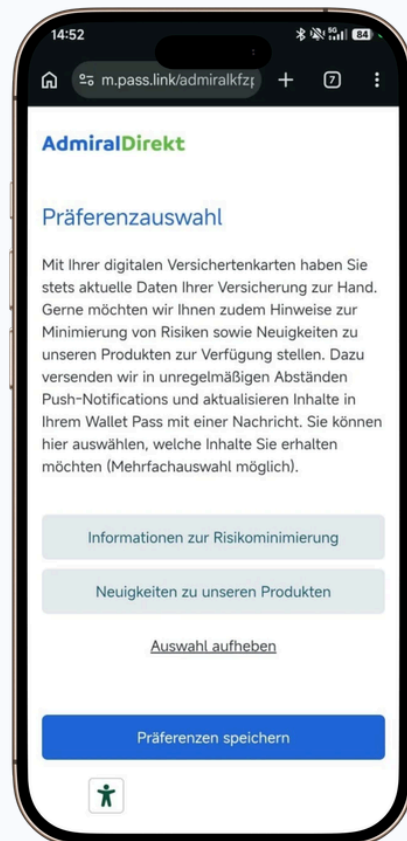 14:52
5G
84
m.pass.link/admiralkfzp
7
AdmiralDirekt
Präferenzauswahl
Mit Ihrer digitalen Versichertenkarten haben Sie
stets aktuelle Daten Ihrer Versicherung zur Hand.
Gerne möchten wir Ihnen zudem Hinweise zur
Minimierung von Risiken sowie Neuigkeiten zu
unseren Produkten zur Verfügung stellen. Dazu
versenden wir in unregelmäßigen Abständen
Push-Notifications und aktualisieren Inhalte in
Ihrem Wallet Pass mit einer Nachricht. Sie können
hier auswählen, welche Inhalte Sie erhalten
möchten (Mehrfachauswahl möglich).
Informationen zur Risikominimierung
Neuigkeiten zu unseren Produkten
Auswahl aufheben
Präferenzen speichern